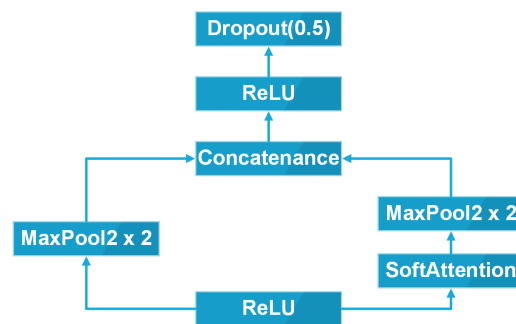 Dropout(0.5)
ReLU
Concatenance
MaxPool2 x 2
MaxPool2 x 2
SoftAttention
ReLU